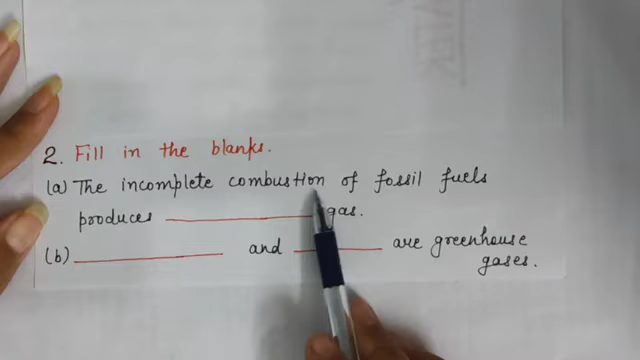 2. Fill in the blanks.
(a) The incomplete combustion of fossil fuels
produces ____________ gas.
(b) ____________ and ________ are greenhouse
gases.